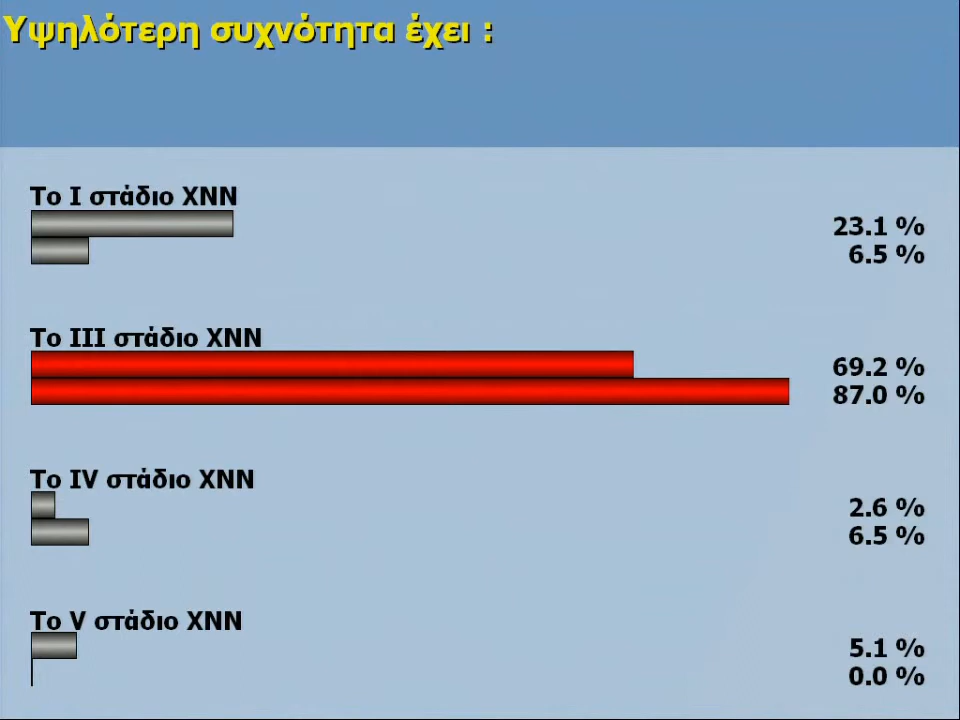 Υψηλότερη συχνότητα έχει :
Το Ι στάδιο ΧΝΝ
23.1 %
6.5 %
Το ΙΙΙ στάδιο ΧΝΝ
69.2 %
87.0 %
Το IV στάδιο ΧΝΝ
2.6 %
6.5 %
Το V στάδιο ΧΝΝ
5.1 %
0.0 %